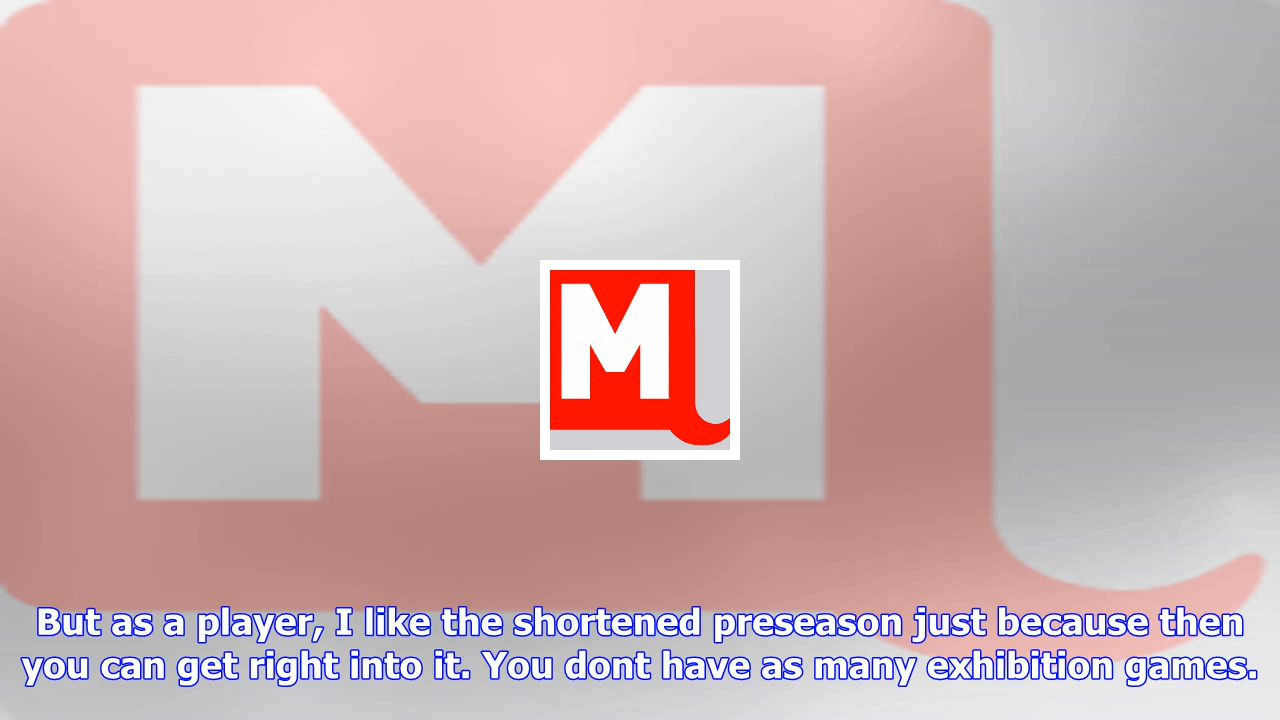 M
M
But as a player, I like the shortened preseason just because then
you can get right into it. You dont have as many exhibition games.